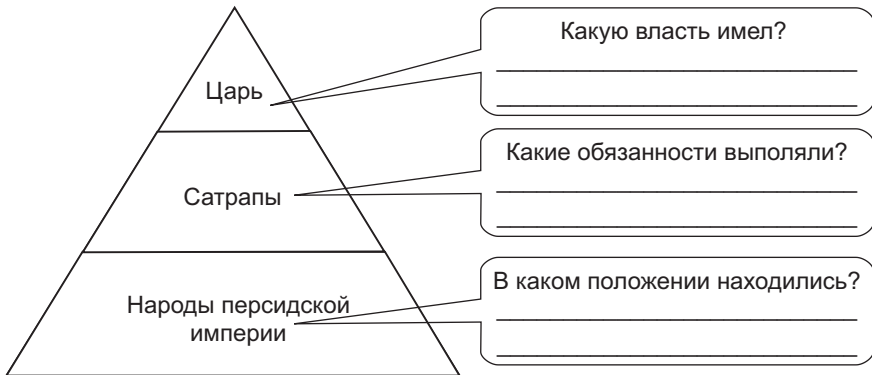 Царь
Какую власть имел?
Сатрапы
Какие обязанности выполяли?
Народы персидской
империи
В каком положении находились?